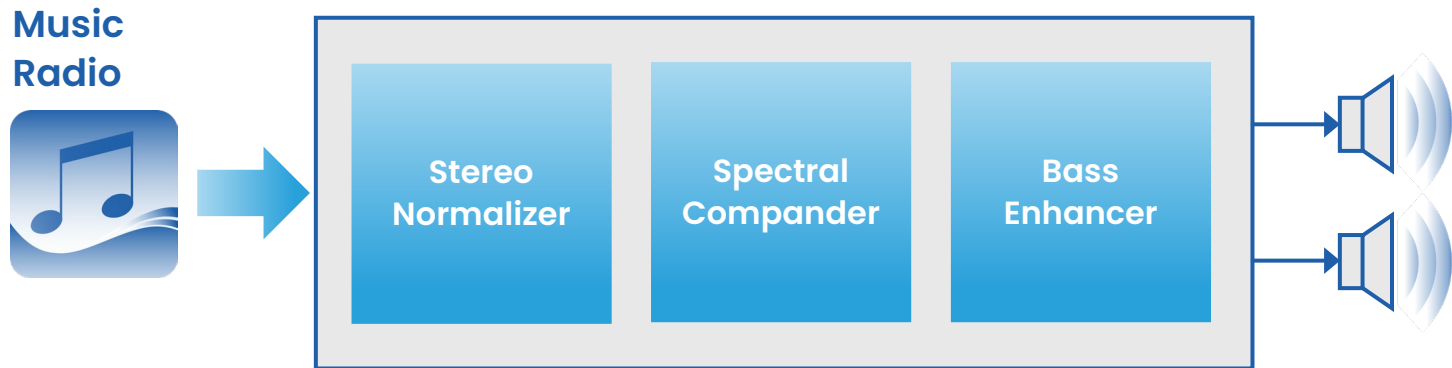 Music
Radio
Stereo
Normalizer
Spectral
Compander
Bass
Enhancer